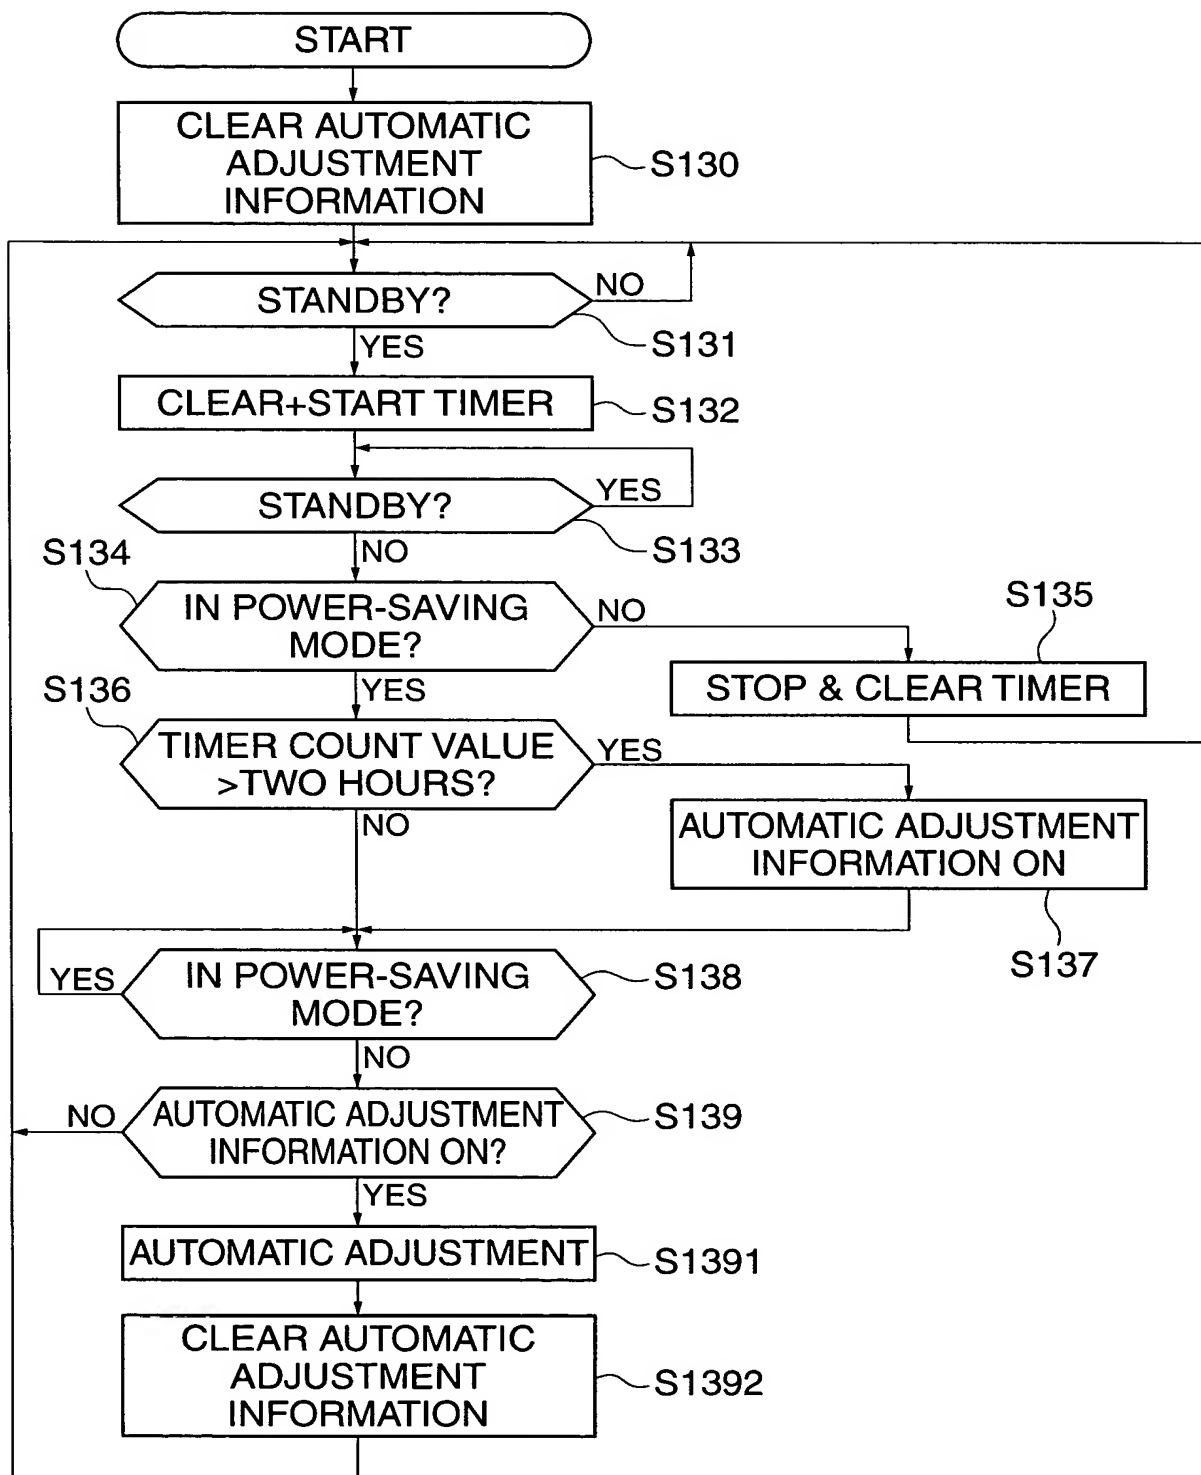 START
CLEAR AUTOMATIC
ADJUSTMENT
INFORMATION
S130
STANDBY?
NO
S131
YES
CLEAR+START TIMER
S132
STANDBY?
YES
S133
NO
S134
IN POWER-SAVING
MODE?
NO
S135
STOP & CLEAR TIMER
YES
S136
TIMER COUNT VALUE
>TWO HOURS?
YES
NO
AUTOMATIC ADJUSTMENT
INFORMATION ON
S137
YES
IN POWER-SAVING
MODE?
S138
NO
NO
AUTOMATIC ADJUSTMENT
INFORMATION ON?
S139
YES
AUTOMATIC ADJUSTMENT
S1391
CLEAR AUTOMATIC
ADJUSTMENT
INFORMATION
S1392